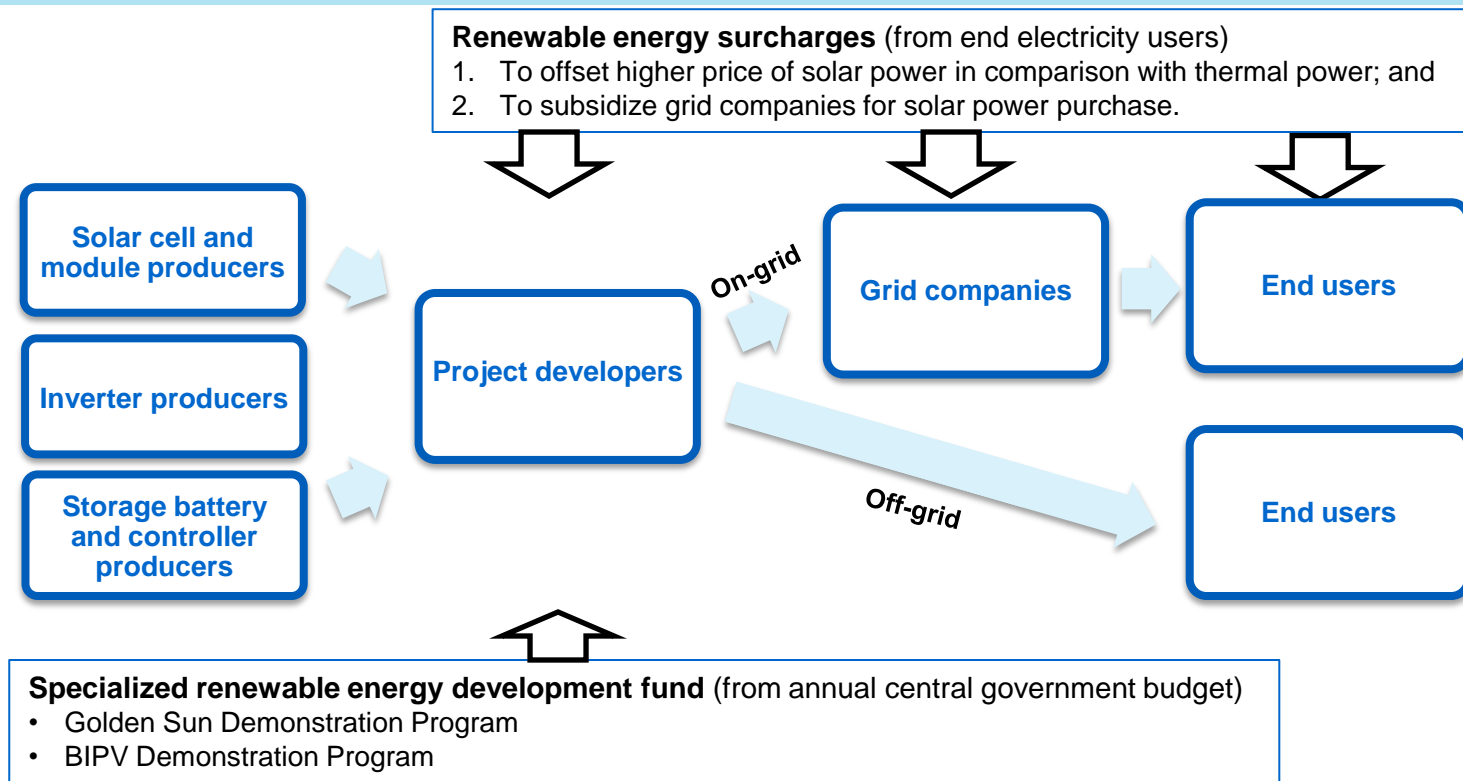 Renewable energy surcharges (from end electricity users)
1. To offset higher price of solar power in comparison with thermal power; and
2. To subsidize grid companies for solar power purchase.
Solar cell and
module producers
Inverter producers
Storage battery
and controller
producers
Project developers
On-grid
Grid companies
End users
Off-grid
End users
Specialized renewable energy development fund (from annual central government budget)
• Golden Sun Demonstration Program
• BIPV Demonstration Program